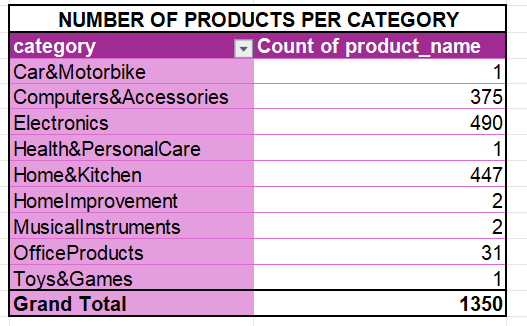 NUMBER OF PRODUCTS PER CATEGORY
category Count of product_name
Car&Motorbike 1
Computers&Accessories 375
Electronics 490
Health&PersonalCare 1
Home&Kitchen 447
HomeImprovement 2
MusicalInstruments 2
OfficeProducts 31
Toys&Games 1
Grand Total 1350